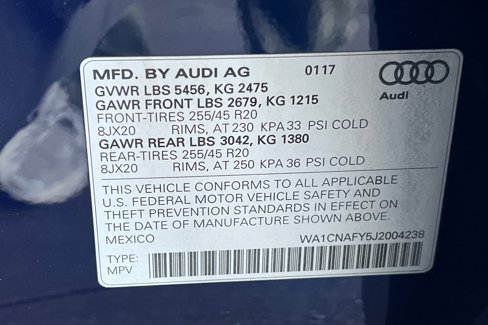 MFD. BY AUDI AG 0117
GVWR LBS 5456, KG 2475
GAWR FRONT LBS 2679, KG 1215
FRONT-TIRES 255/45 R20
8JX20 RIMS, AT 230 KPA 33 PSI COLD
GAWR REAR LBS 3042, KG 1380
REAR-TIRES 255/45 R20
8JX20 RIMS, AT 250 KPA 36 PSI COLD
Audi
THIS VEHICLE CONFORMS TO ALL APPLICABLE
U.S. FEDERAL MOTOR VEHICLE SAFETY AND
THEFT PREVENTION STANDARDS IN EFFECT ON
THE DATE OF MANUFACTURE SHOWN ABOVE.
MEXICO WA1CNAFY5J2004238
TYPE:
MPV